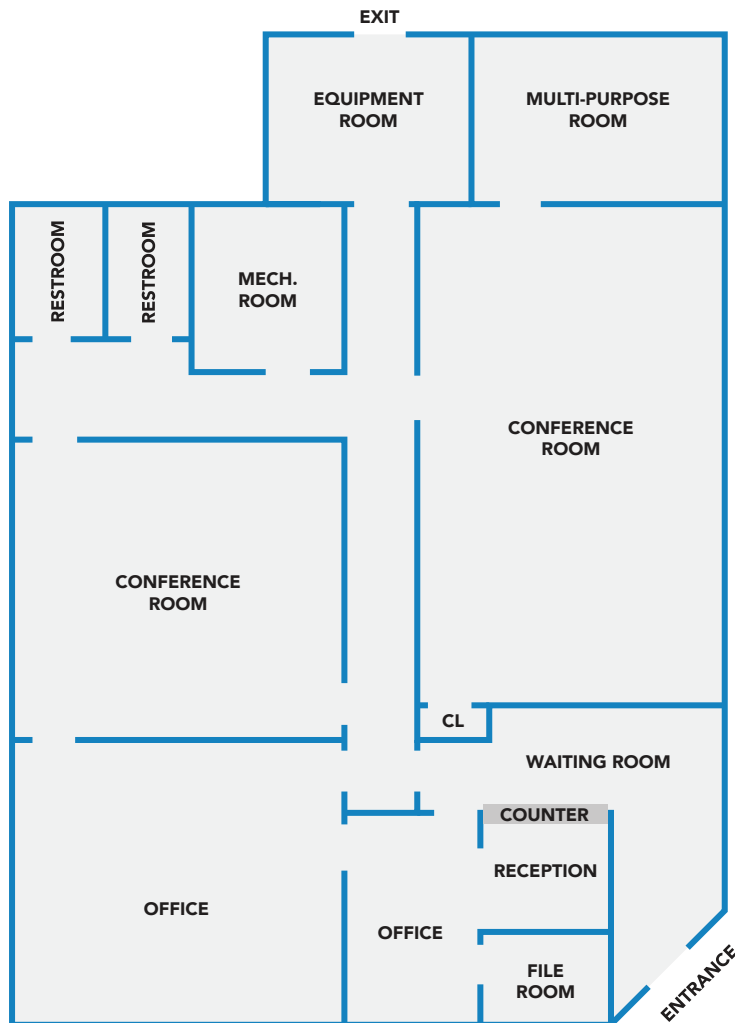 EXIT
EQUIPMENT
ROOM
MULTI-PURPOSE
ROOM
RESTROOM
RESTROOM
MECH.
ROOM
CONFERENCE
ROOM
CONFERENCE
ROOM
CL
WAITING ROOM
COUNTER
RECEPTION
OFFICE
OFFICE
FILE
ROOM
ENTRANCE